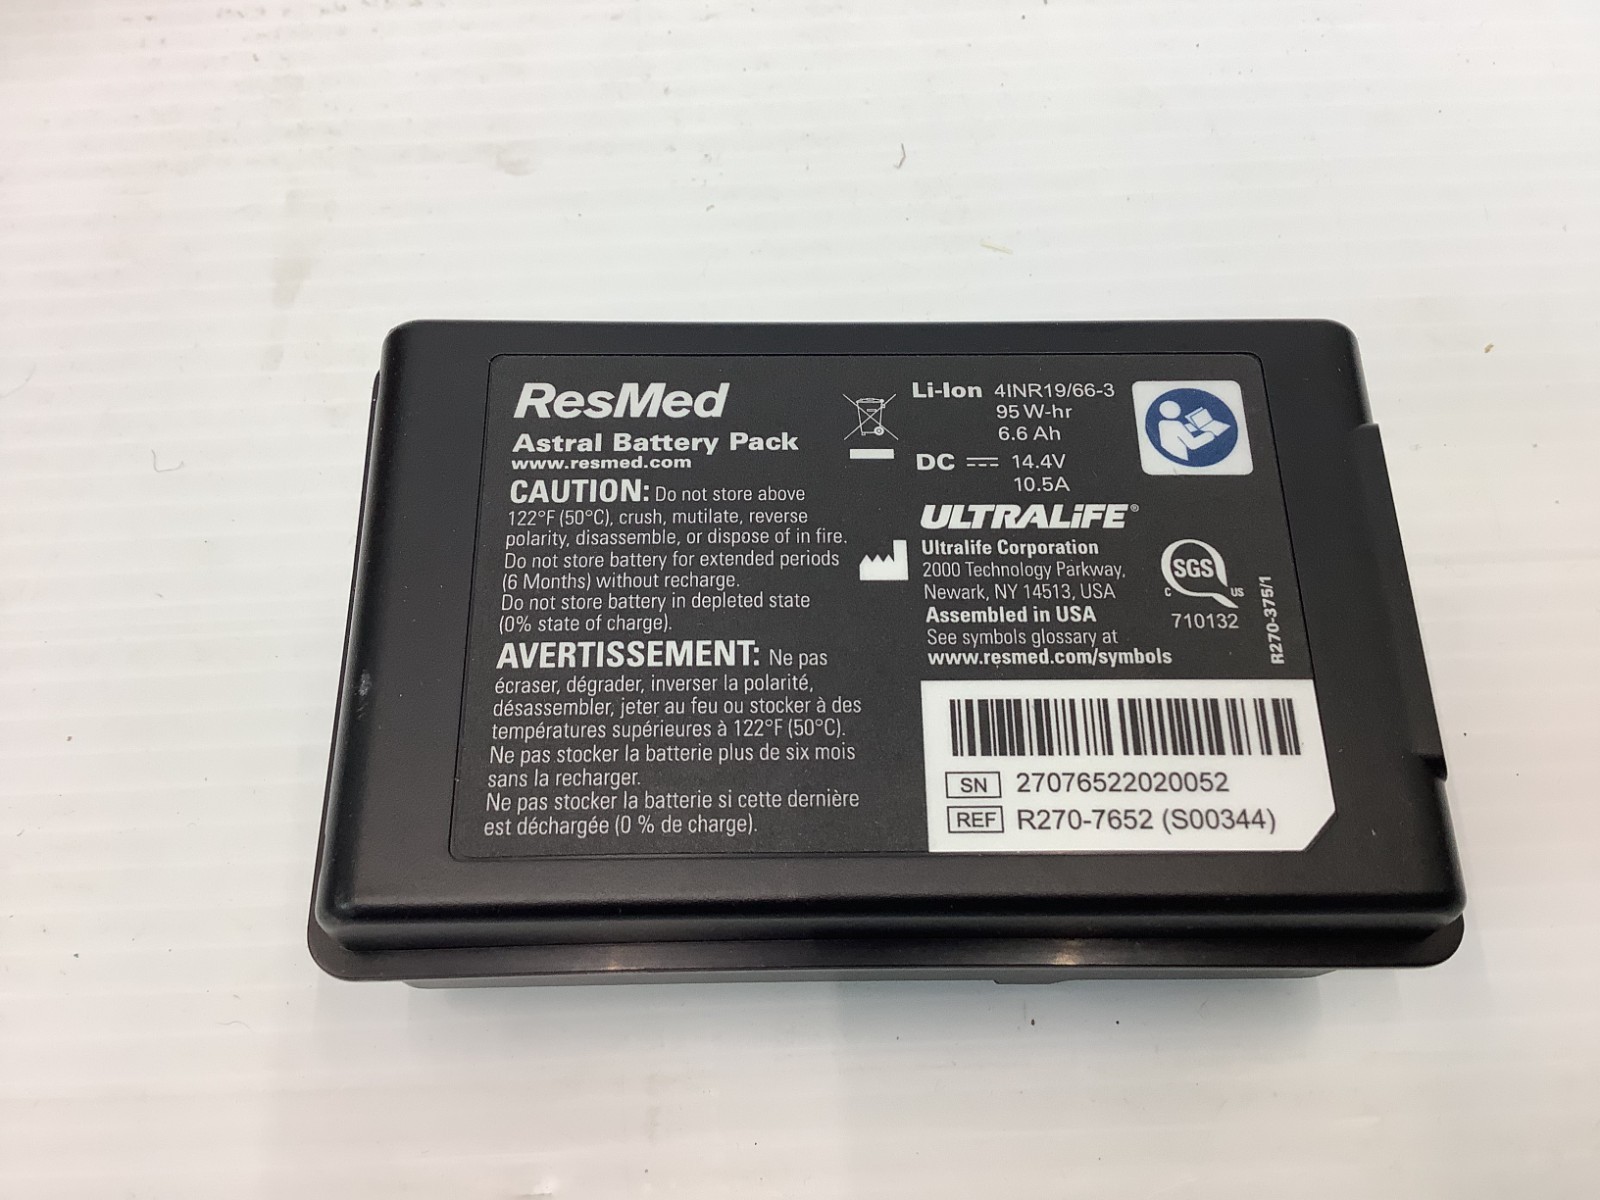 ResMed
Astral Battery Pack
www.resmed.com
CAUTION: Do not store above
122°F (50°C), crush, mutilate, reverse
polarity, disassemble, or dispose of in fire.
Do not store battery for extended periods
(6 Months) without recharge.
Do not store battery in depleted state
(0% state of charge).
AVERTISSEMENT: Ne pas
écraser, dégrader, inverser la polarité,
désassembler, jeter au feu ou stocker à des
températures supérieures à 122°F (50°C).
Ne pas stocker la batterie plus de six mois
sans la recharger.
Ne pas stocker la batterie si cette dernière
est déchargée (0 % de charge).
Li-Ion 4INR19/66-3
95 W-hr
6.6 Ah
DC 14.4V
10.5A
ULTRALiFE®
Ultralife Corporation
2000 Technology Parkway,
Newark, NY 14513, USA
Assembled in USA
See symbols glossary at
www.resmed.com/symbols
SGS
C US
710132
R270-375/1
SN 27076522020052
REF R270-7652 (S00344)